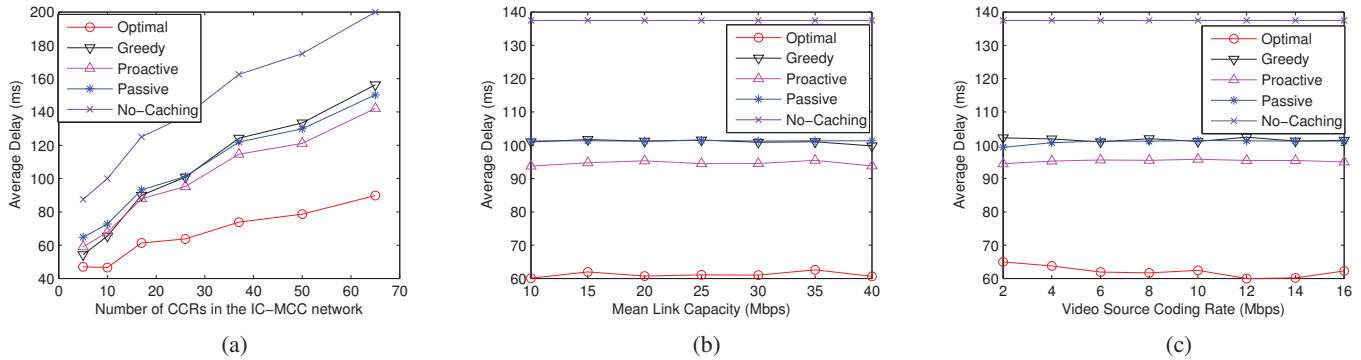 200
180
160
140
120
100
80
60
40
0
10
20
30
40
50
60
70
Average Delay (ms)
Number of CCRs in the IC−MCC network
Optimal
Greedy
Proactive
Passive
No−Caching
(a)
140
130
120
110
100
90
80
70
60
10
15
20
25
30
35
40
Average Delay (ms)
Mean Link Capacity (Mbps)
Optimal
Greedy
Proactive
Passive
No−Caching
(b)
140
130
120
110
100
90
80
70
60
2
4
6
8
10
12
14
16
Average Delay (ms)
Video Source Coding Rate (Mbps)
Optimal
Greedy
Proactive
Passive
No−Caching
(c)